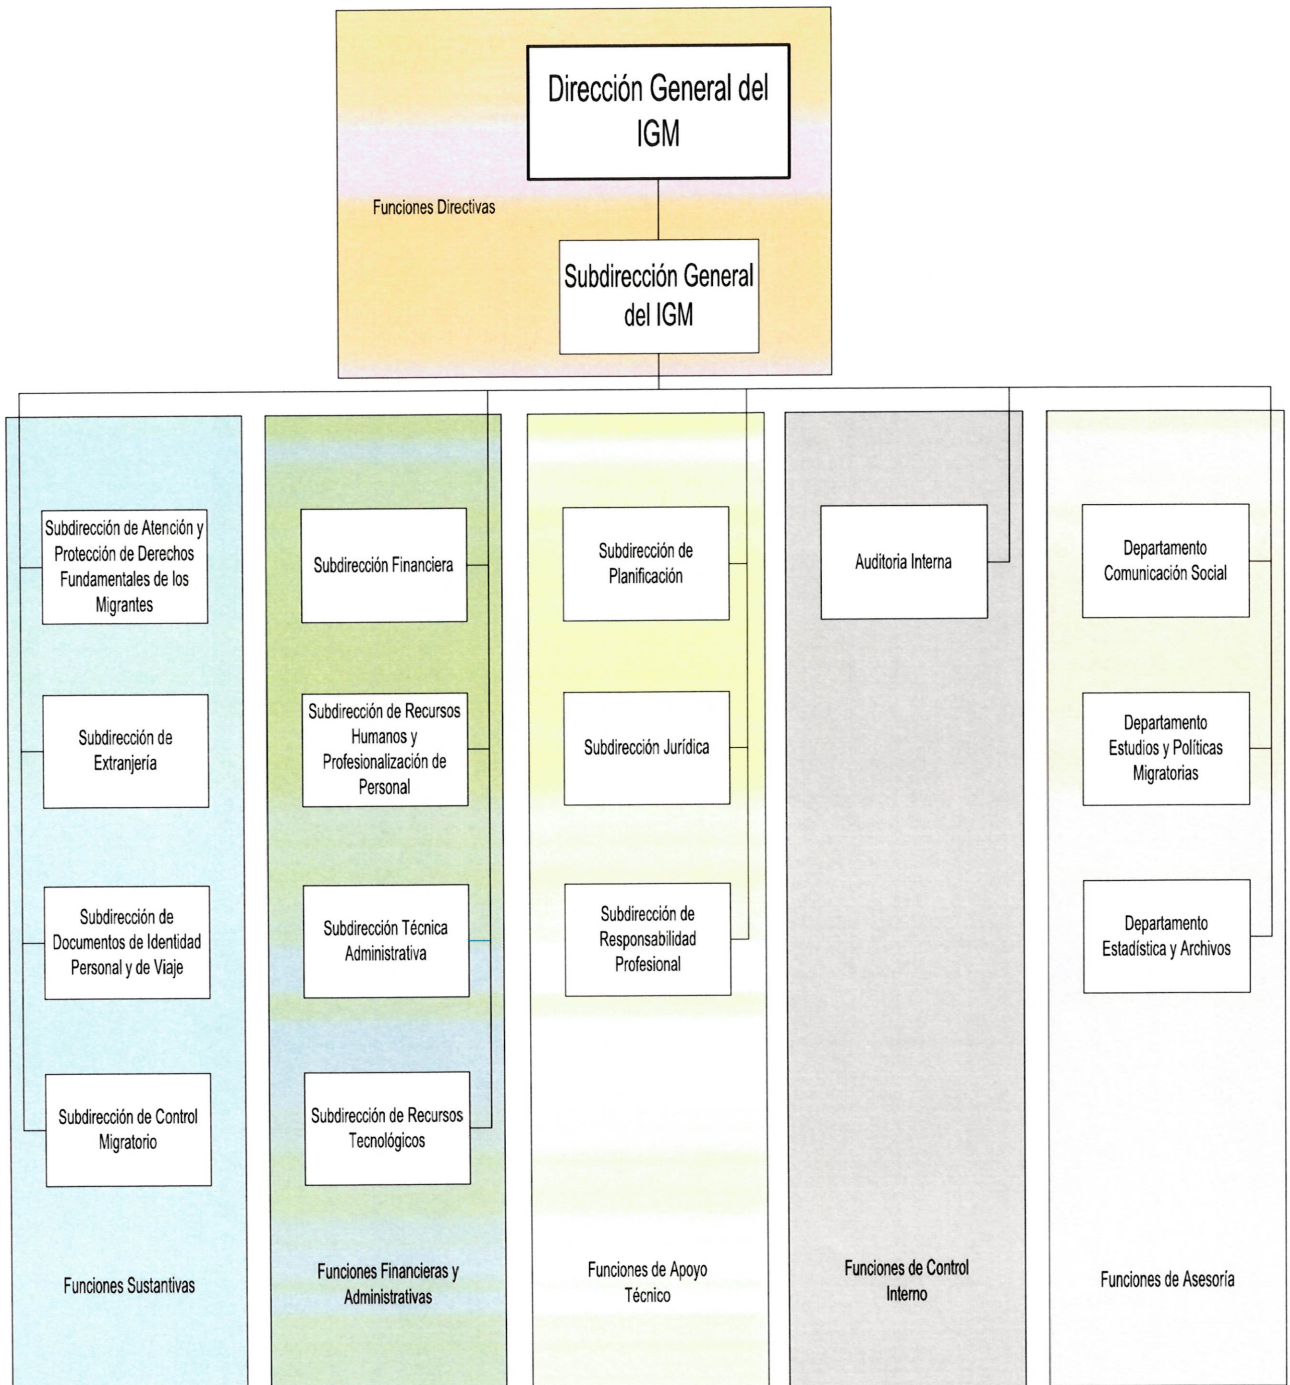 Dirección General del
IGM
Funciones Directivas
Subdirección General
del IGM
Subdirección de Atención y
Protección de Derechos
Fundamentales de los
Migrantes
Subdirección de
Extranjería
Subdirección de
Documentos de Identidad
Personal y de Viaje
Subdirección de Control
Migratorio
Funciones Sustantivas
Subdirección Financiera
Subdirección de Recursos
Humanos y
Profesionalización de
Personal
Subdirección Técnica
Administrativa
Subdirección de Recursos
Tecnológicos
Funciones Financieras y
Administrativas
Subdirección de
Planificación
Subdirección Jurídica
Subdirección de
Responsabilidad
Profesional
Funciones de Apoyo
Técnico
Auditoria Interna
Funciones de Control
Interno
Departamento
Comunicación Social
Departamento
Estudios y Políticas
Migratorias
Departamento
Estadística y Archivos
Funciones de Asesoría